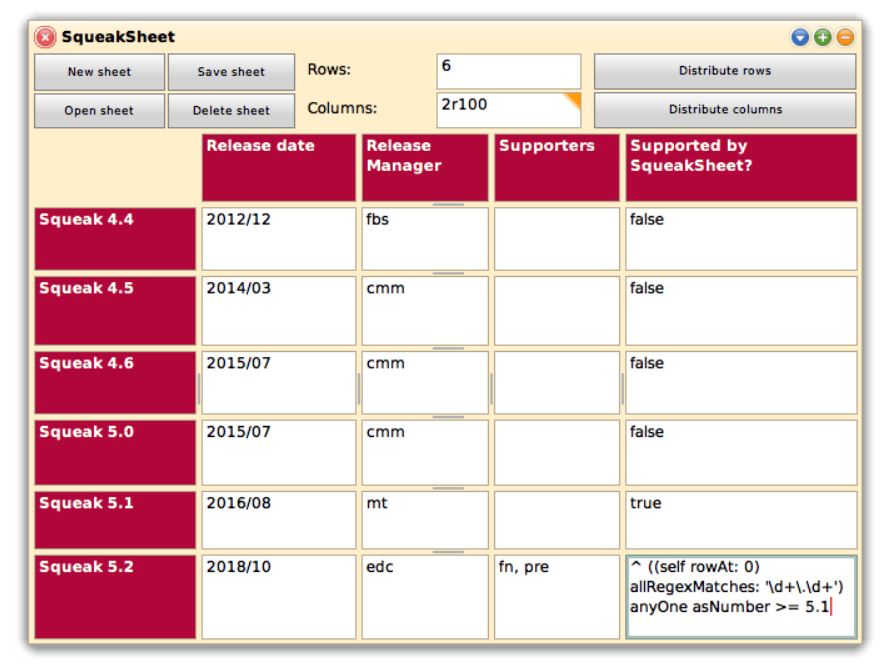 SqueakSheet
New sheet Save sheet Rows: 6 Distribute rows
Open sheet Delete sheet Columns: 2r100 Distribute columns
Release date Release Supporters Supported by
Manager SqueakSheet?
Squeak 4.4 2012/12 fbs false
Squeak 4.5 2014/03 cmm false
Squeak 4.6 2015/07 cmm false
Squeak 5.0 2015/07 cmm false
Squeak 5.1 2016/08 mt true
Squeak 5.2 2018/10 edc fn, pre ^ ((self rowAt: 0)
allRegexMatches: '\d+\.\d+')
anyOne asNumber >= 5.1